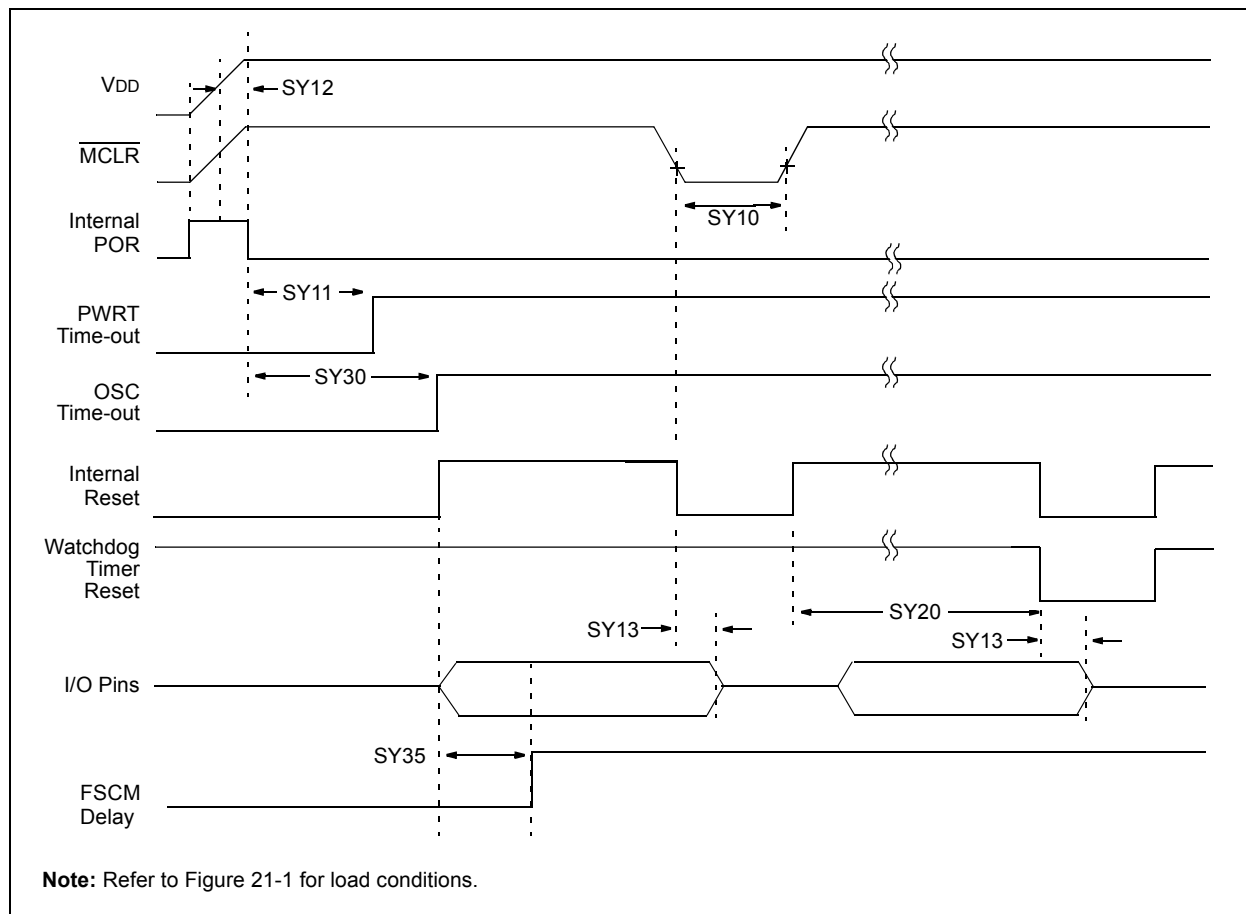 VDD
SY12
MCLR
SY10
Internal
POR
SY11
PWRT
Time-out
SY30
OSC
Time-out
Internal
Reset
Watchdog
Timer
Reset
SY20
SY13
SY13
I/O Pins
SY35
FSCM
Delay
Note: Refer to Figure 21-1 for load conditions.